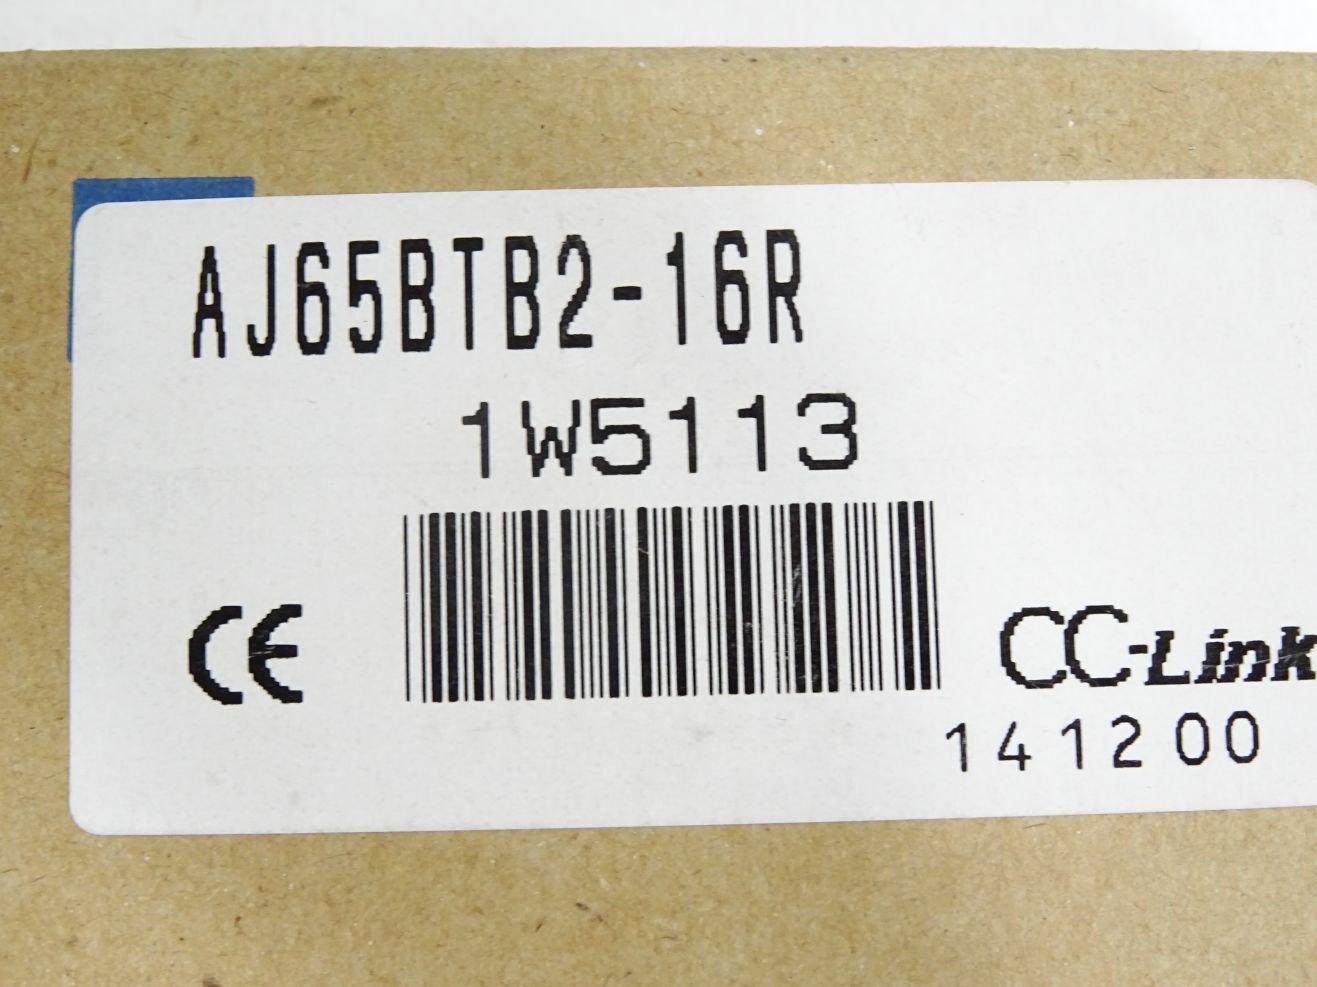 AJ65BTB2-16R
1W5113
CE
CC-Link
141200